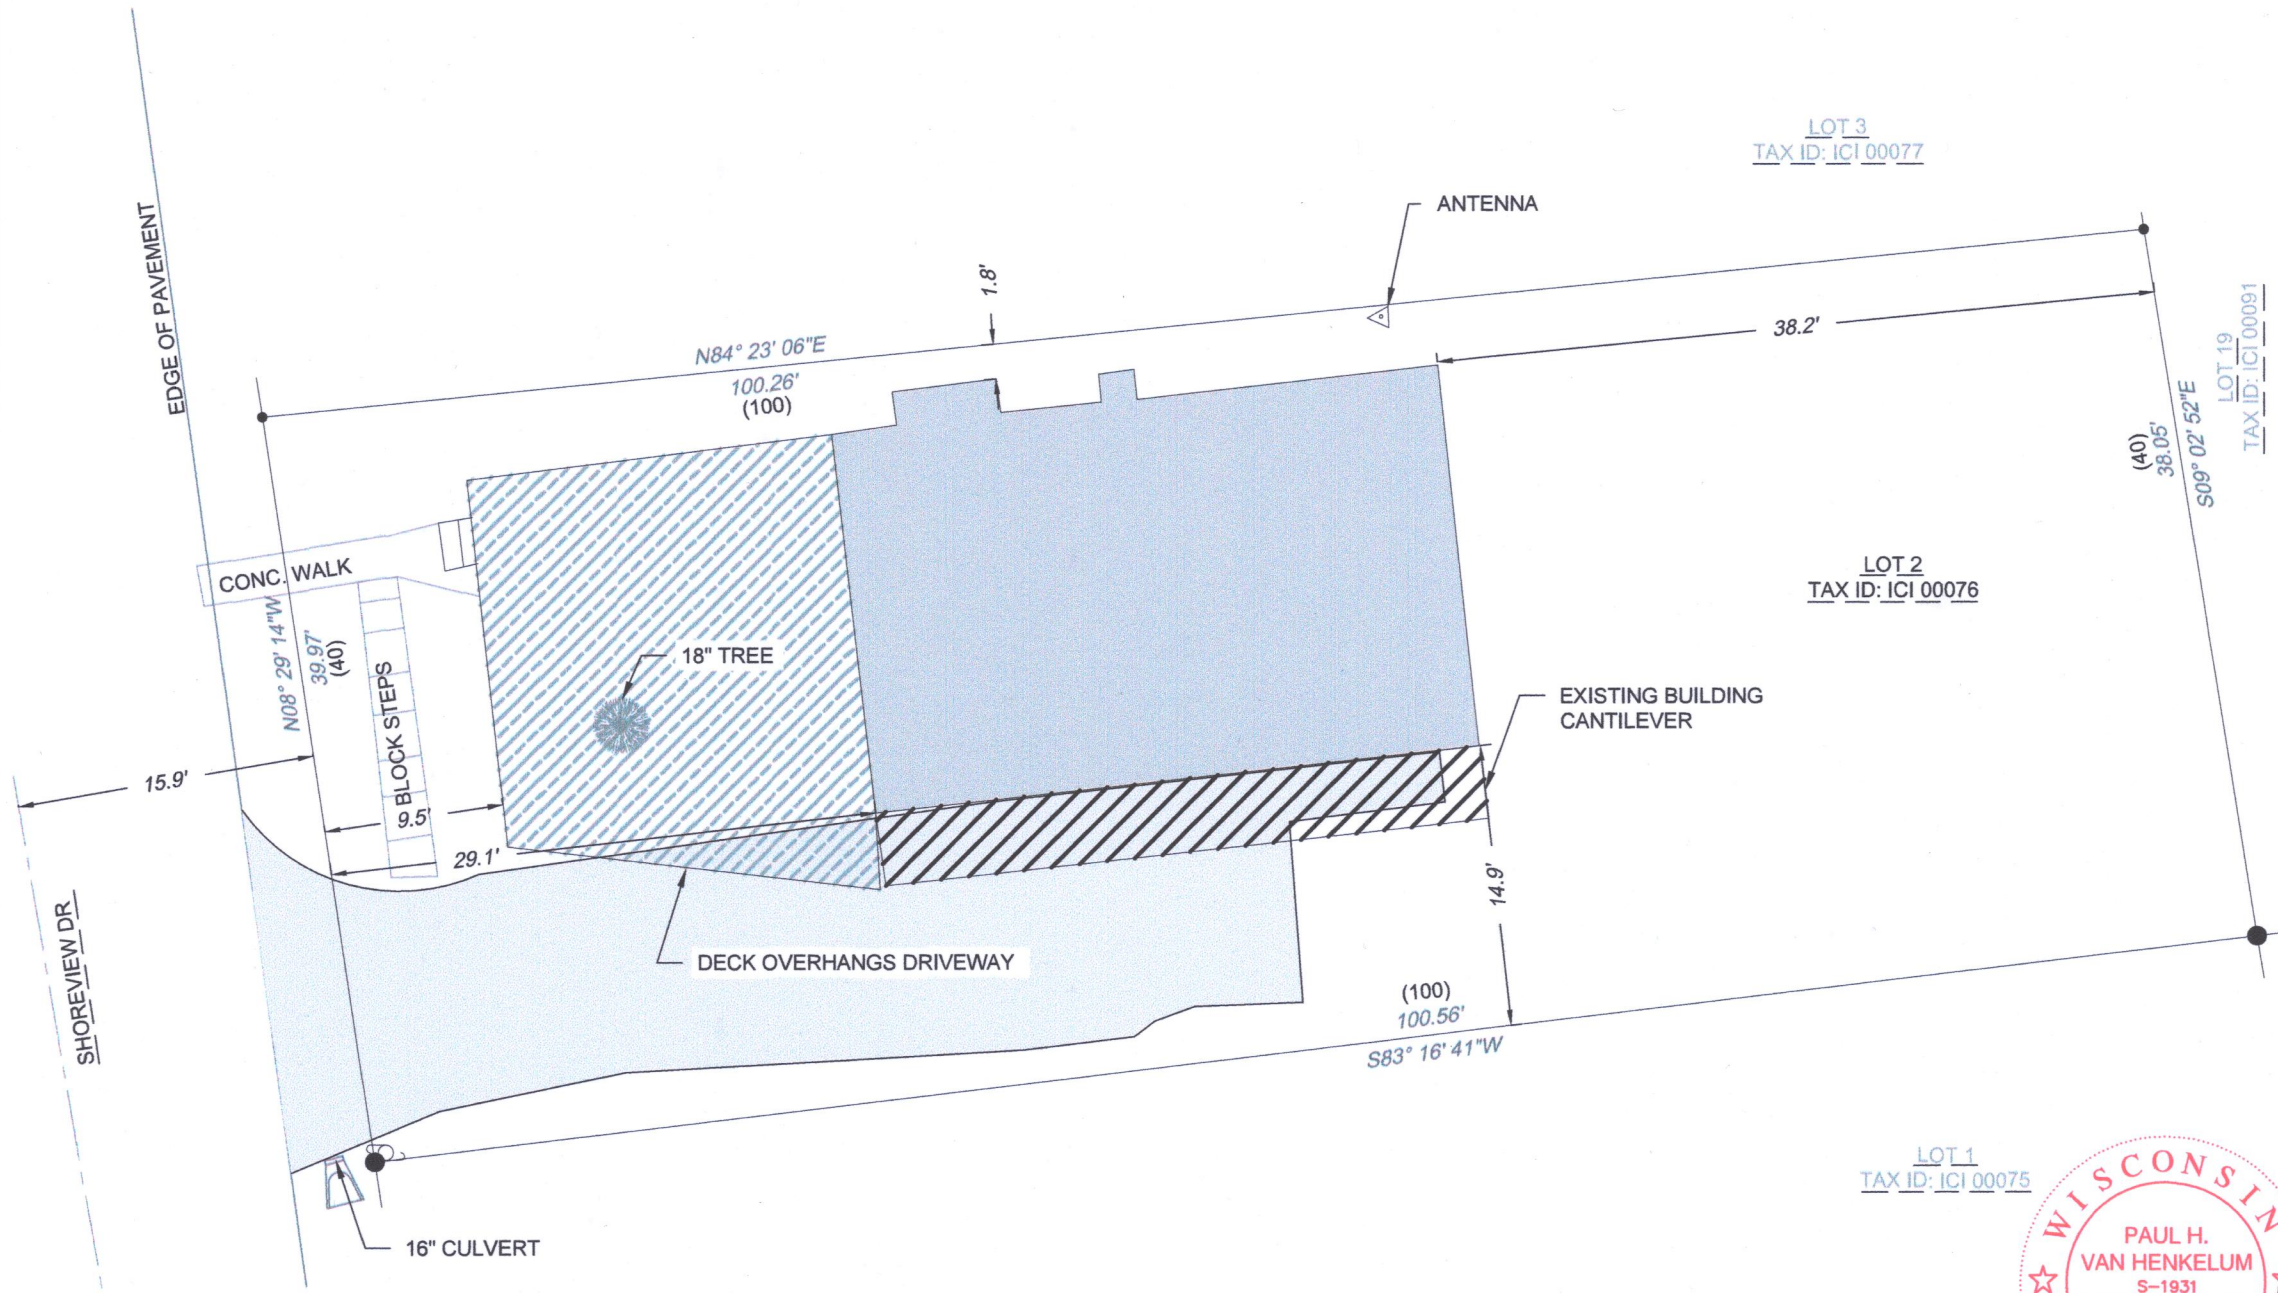 LOT 3
TAX ID: ICI 00077
ANTENNA
EDGE OF PAVEMENT
1.8'
38.2'
N84° 23' 06"E
100.26'
(100)
LOT 19
TAX ID: ICI 00091
(40)
38.05'
S09° 02' 52"E
CONC. WALK
LOT 2
TAX ID: ICI 00076
N08° 29' 14"W
39.97'
(40)
18" TREE
BLOCK STEPS
EXISTING BUILDING
CANTILEVER
15.9'
9.5'
29.1'
14.9'
SHOREVIEW DR
DECK OVERHANGS DRIVEWAY
(100)
100.56'
S83° 16' 41"W
LOT 1
TAX ID: ICI 00075
16" CULVERT
WISCONSIN
PAUL H.
VAN HENKELUM
S-1931